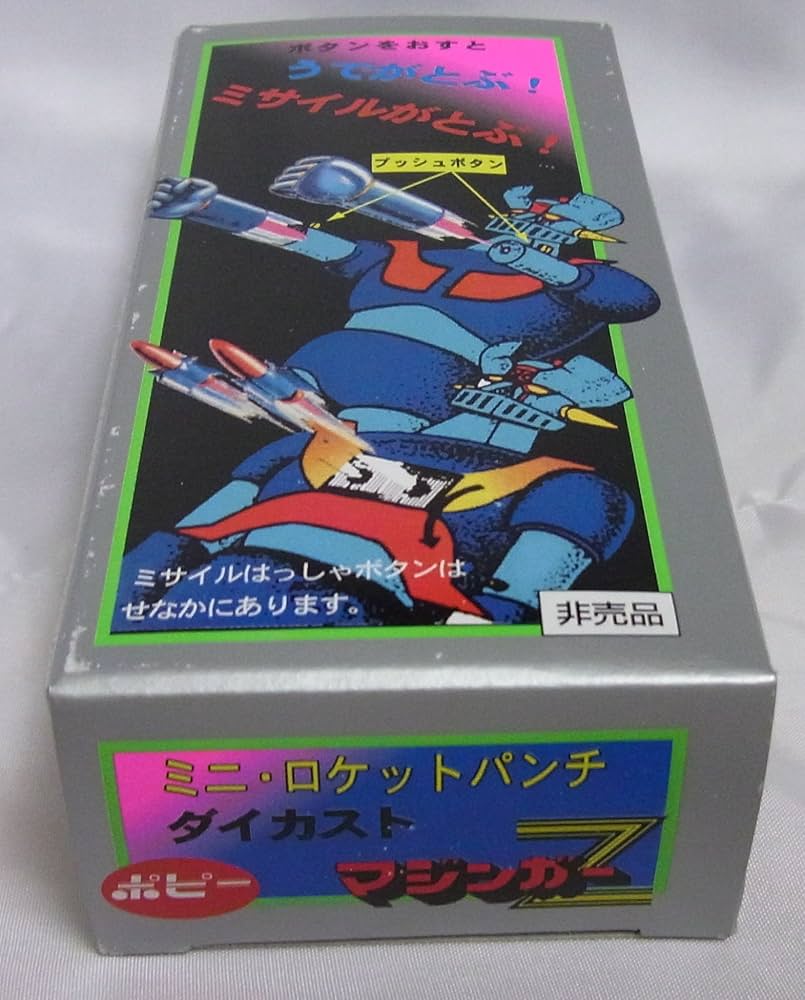 ボタンをおすと
うでがとぶ!
ミサイルがとぶ!
プッシュボタン
ミサイルはっしゃボタンは
せなかにあります。
非売品
ミニ・ロケットパンチ
ダイカスト
ポピー
マジンガーZ